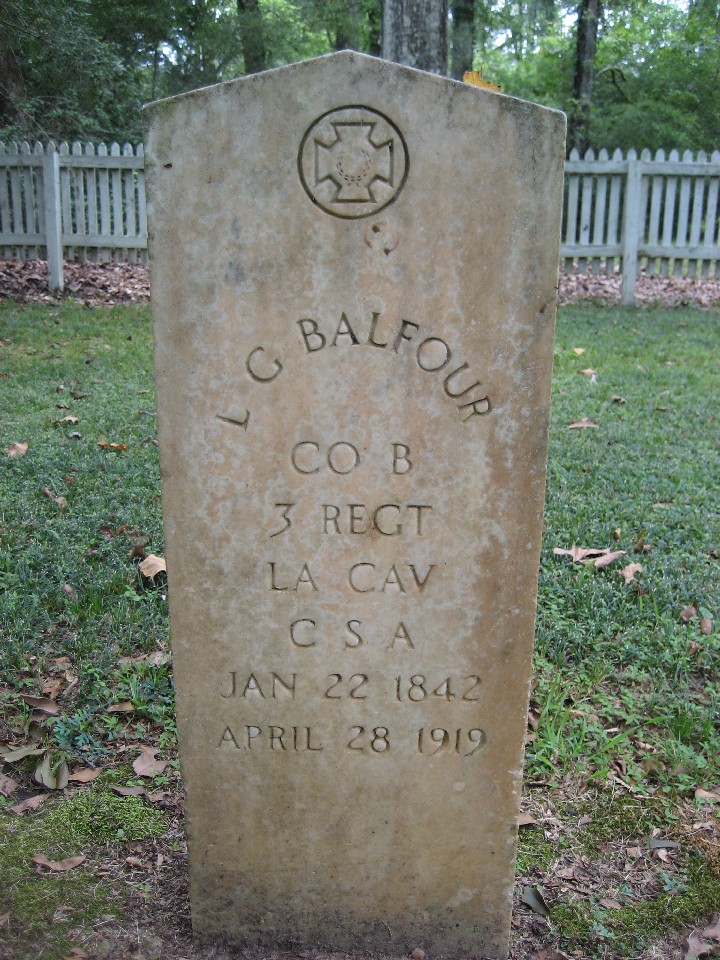 L G BALFOUR
CO B
3 REGT
LA CAV
C S A
JAN 22 1842
APRIL 28 1919